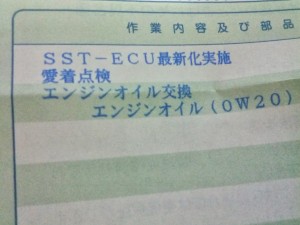 作業内容及び部品
ＳＳＴ－ＥＣＵ最新化実施
愛着点検
エンジンオイル交換
エンジンオイル（０Ｗ２０）